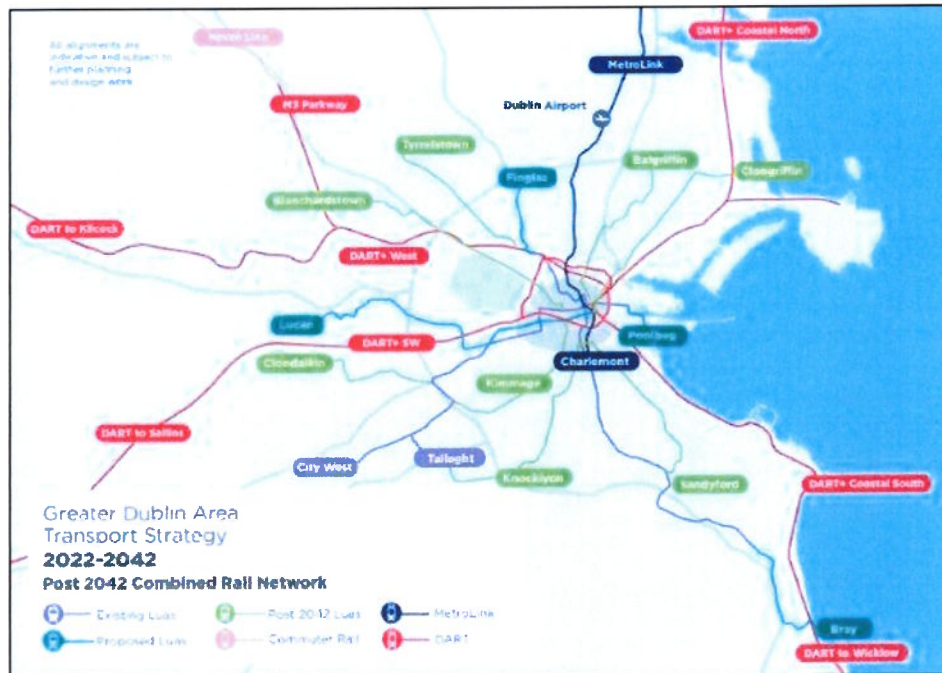 All alignments are
indicative and subject to
further planning
and design work
Navan Line
DART+ Coastal North
MetroLink
M3 Parkway
Dublin Airport
Tyrrelstown
Balgriffin
Finglas
Clongriffin
Blanchardstown
DART to Kilcock
DART+ West
Lucan
Poolbeg
DART+ SW
Clondalkin
Charlemont
Kimmage
DART to Sallins
City West
Tallaght
Knocklyon
Sandyford
DART+ Coastal South
Greater Dublin Area
Transport Strategy
2022-2042
Post 2042 Combined Rail Network
Existing Luas
Post 2042 Luas
MetroLink
Proposed Luas
Commuter Rail
DART
Bray
DART to Wicklow